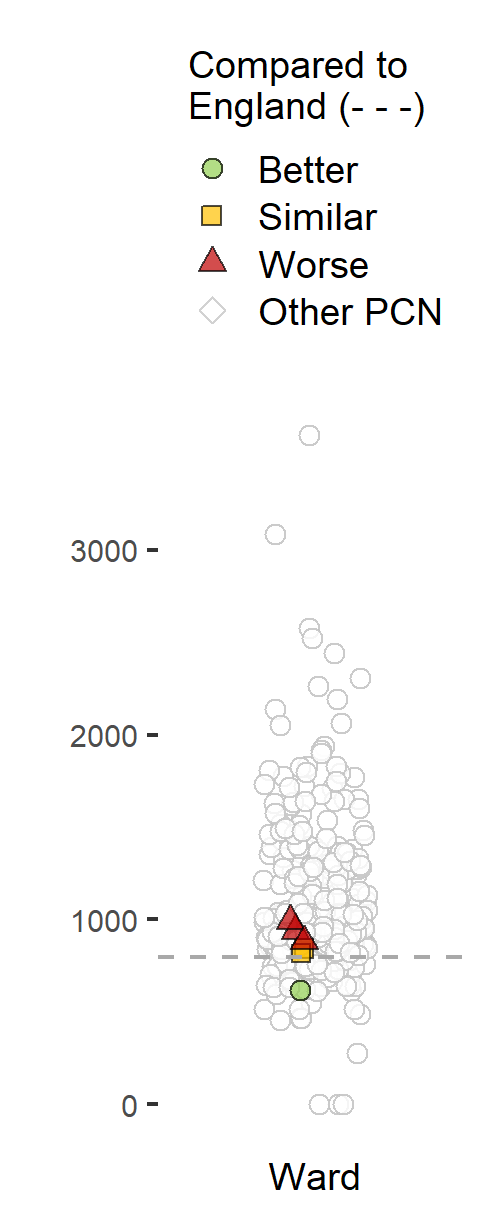 Compared to
England (- - -)
Better
Similar
Worse
Other PCN
3000
2000
1000
0
Ward